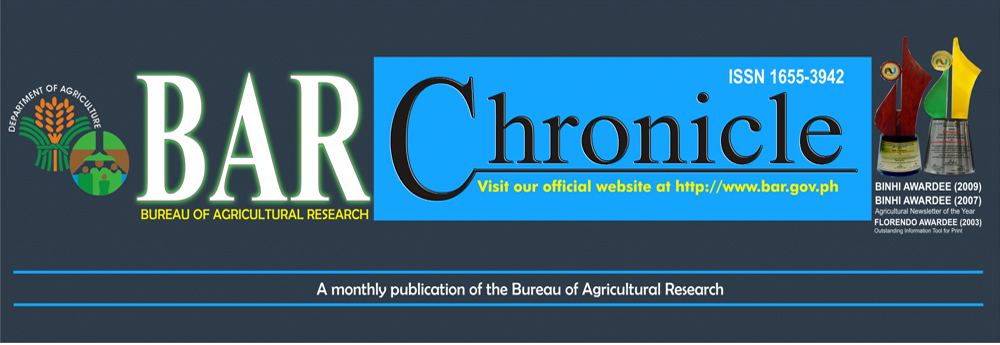 DEPARTMENT OF AGRICULTURE
BAR
BUREAU OF AGRICULTURAL RESEARCH
ISSN 1655-3942
Chronicle
Visit our official website at http://www.bar.gov.ph
BINHI AWARDEE (2009)
BINHI AWARDEE (2007)
Agricultural Newsletter of the Year
FLORENDO AWARDEE (2003)
Outstanding Information Tool for Print
A monthly publication of the Bureau of Agricultural Research